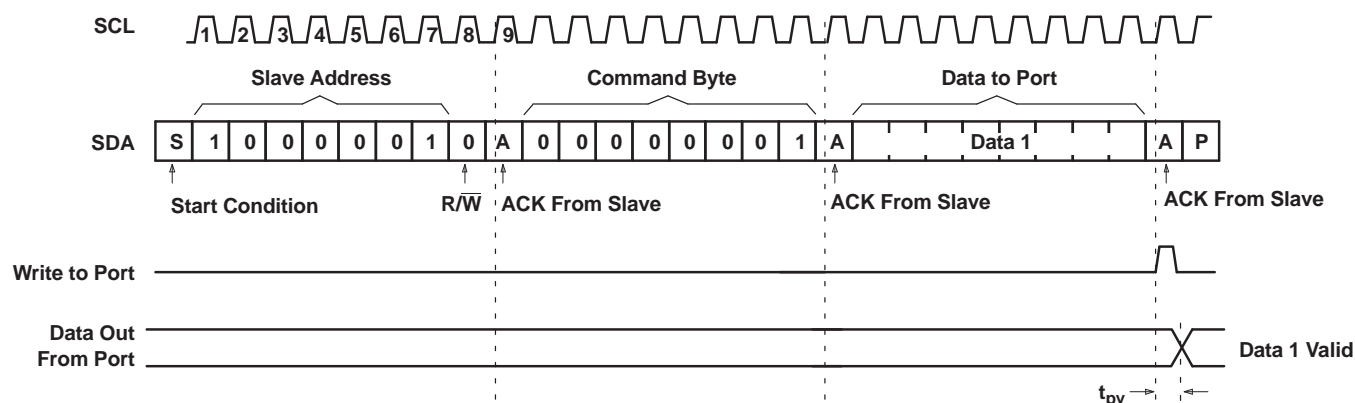 SCL 1 2 3 4 5 6 7 8 9
Slave Address Command Byte Data to Port
SDA S 1 0 0 0 0 0 1 0 A 0 0 0 0 0 0 0 1 A Data 1 A P
Start Condition R/W ACK From Slave ACK From Slave ACK From Slave
Write to Port
Data Out
From Port
Data 1 Valid
tpv